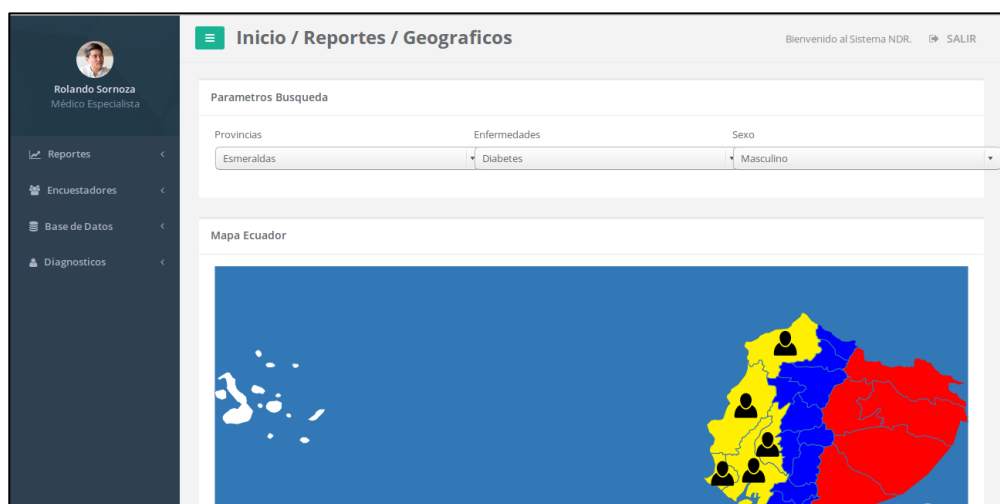 Rolando Sornoza
Médico Especialista
Reportes
Encuestadores
Base de Datos
Diagnosticos
Inicio / Reportes / Geograficos
Bienvenido al Sistema NDR.
SALIR
Parametros Busqueda
Provincias
Enfermedades
Sexo
Esmeraldas
Diabetes
Masculino
Mapa Ecuador